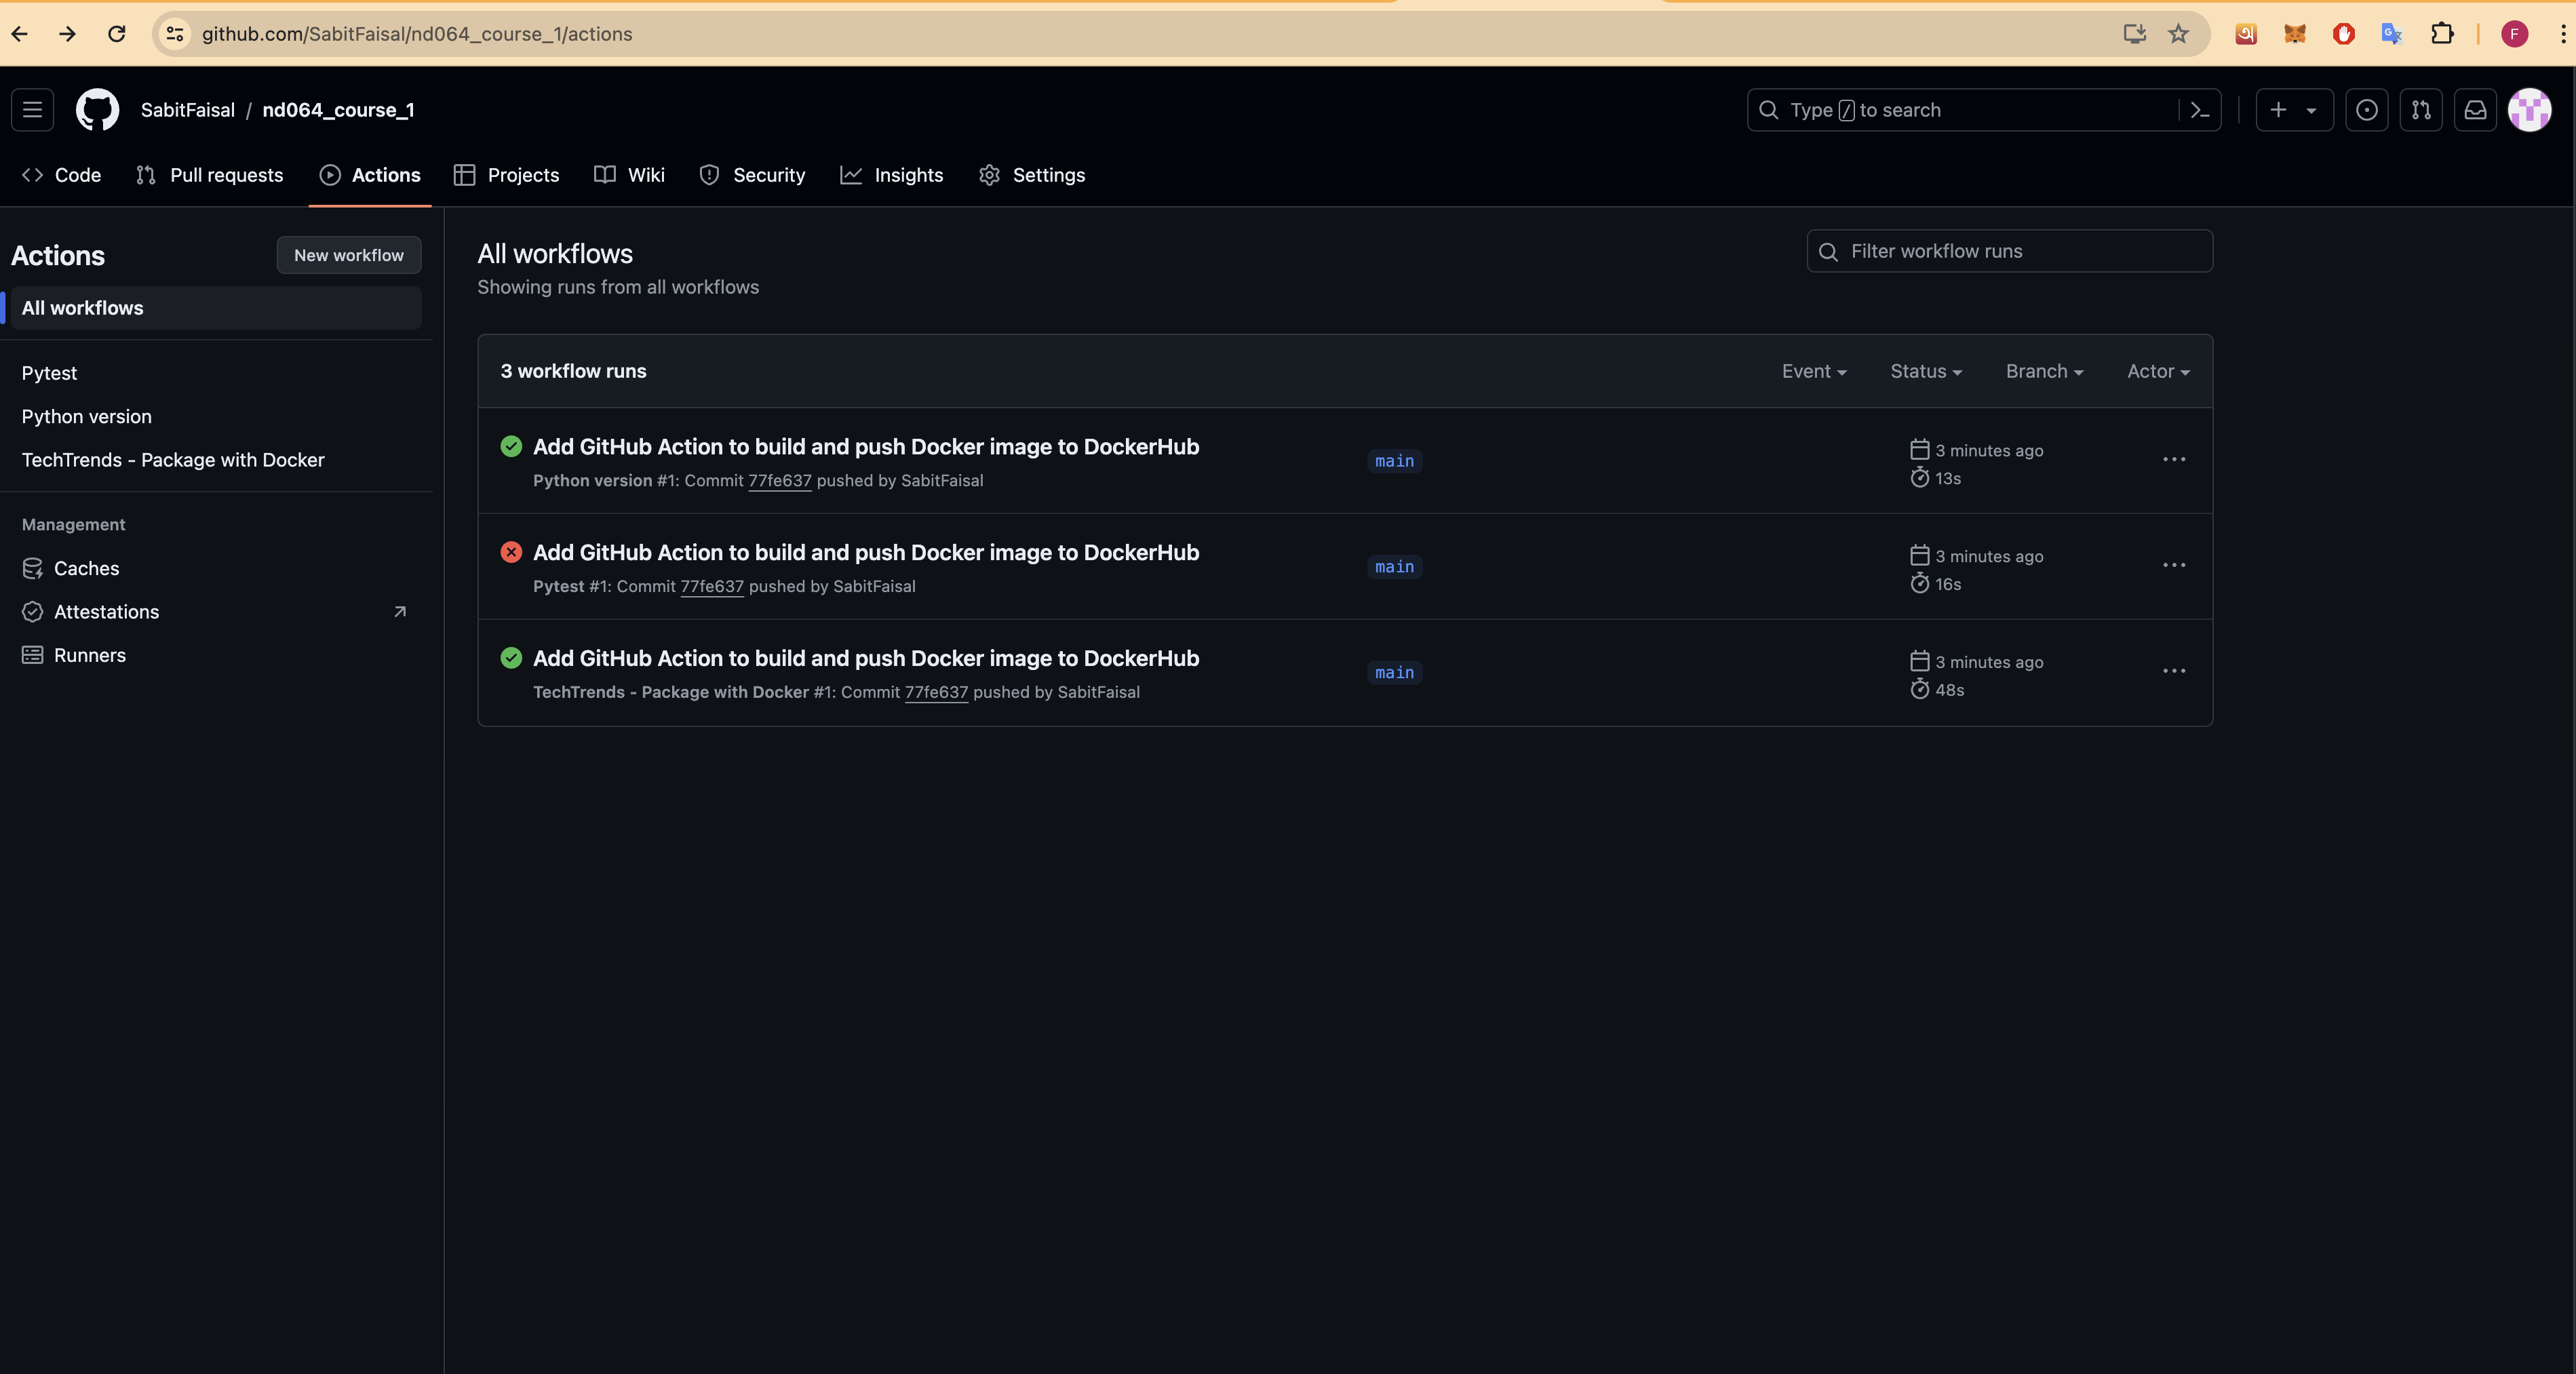 github.com/SabitFaisal/nd064_course_1/actions
F
SabitFaisal / nd064_course_1
Type / to search
Code
Pull requests
Actions
Projects
Wiki
Security
Insights
Settings
Actions
New workflow
All workflows
Pytest
Python version
TechTrends - Package with Docker
Management
Caches
Attestations
Runners
All workflows
Showing runs from all workflows
Filter workflow runs
3 workflow runs
Event
Status
Branch
Actor
Add GitHub Action to build and push Docker image to DockerHub
Python version #1: Commit 77fe637 pushed by SabitFaisal
main
3 minutes ago
13s
Add GitHub Action to build and push Docker image to DockerHub
Pytest #1: Commit 77fe637 pushed by SabitFaisal
main
3 minutes ago
16s
Add GitHub Action to build and push Docker image to DockerHub
TechTrends - Package with Docker #1: Commit 77fe637 pushed by SabitFaisal
main
3 minutes ago
48s